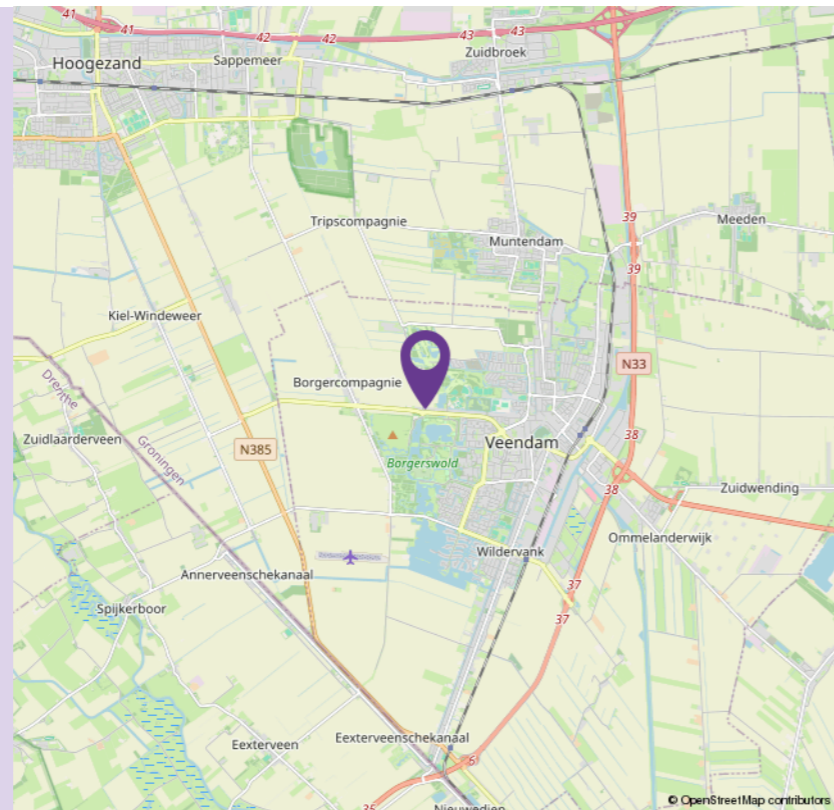 41
41
42
42
43
43
Hoogezand
Sappemeer
Zuidbroek
39
Meeden
Tripscompagnie
Muntendam
39
Kiel-Windeweer
N33
Borgercompagnie
Drenthe
Zuidlaarderveen
Groningen
N385
Veendam
38
Borgerswold
38
Zuidwending
Ommelanderwijk
Wildervank
Annerveenschekanaal
37
Spijkerboor
37
Eexterveen
Eexterveenschekanaal
36
35
Nieuwediep
© OpenStreetMap contributors